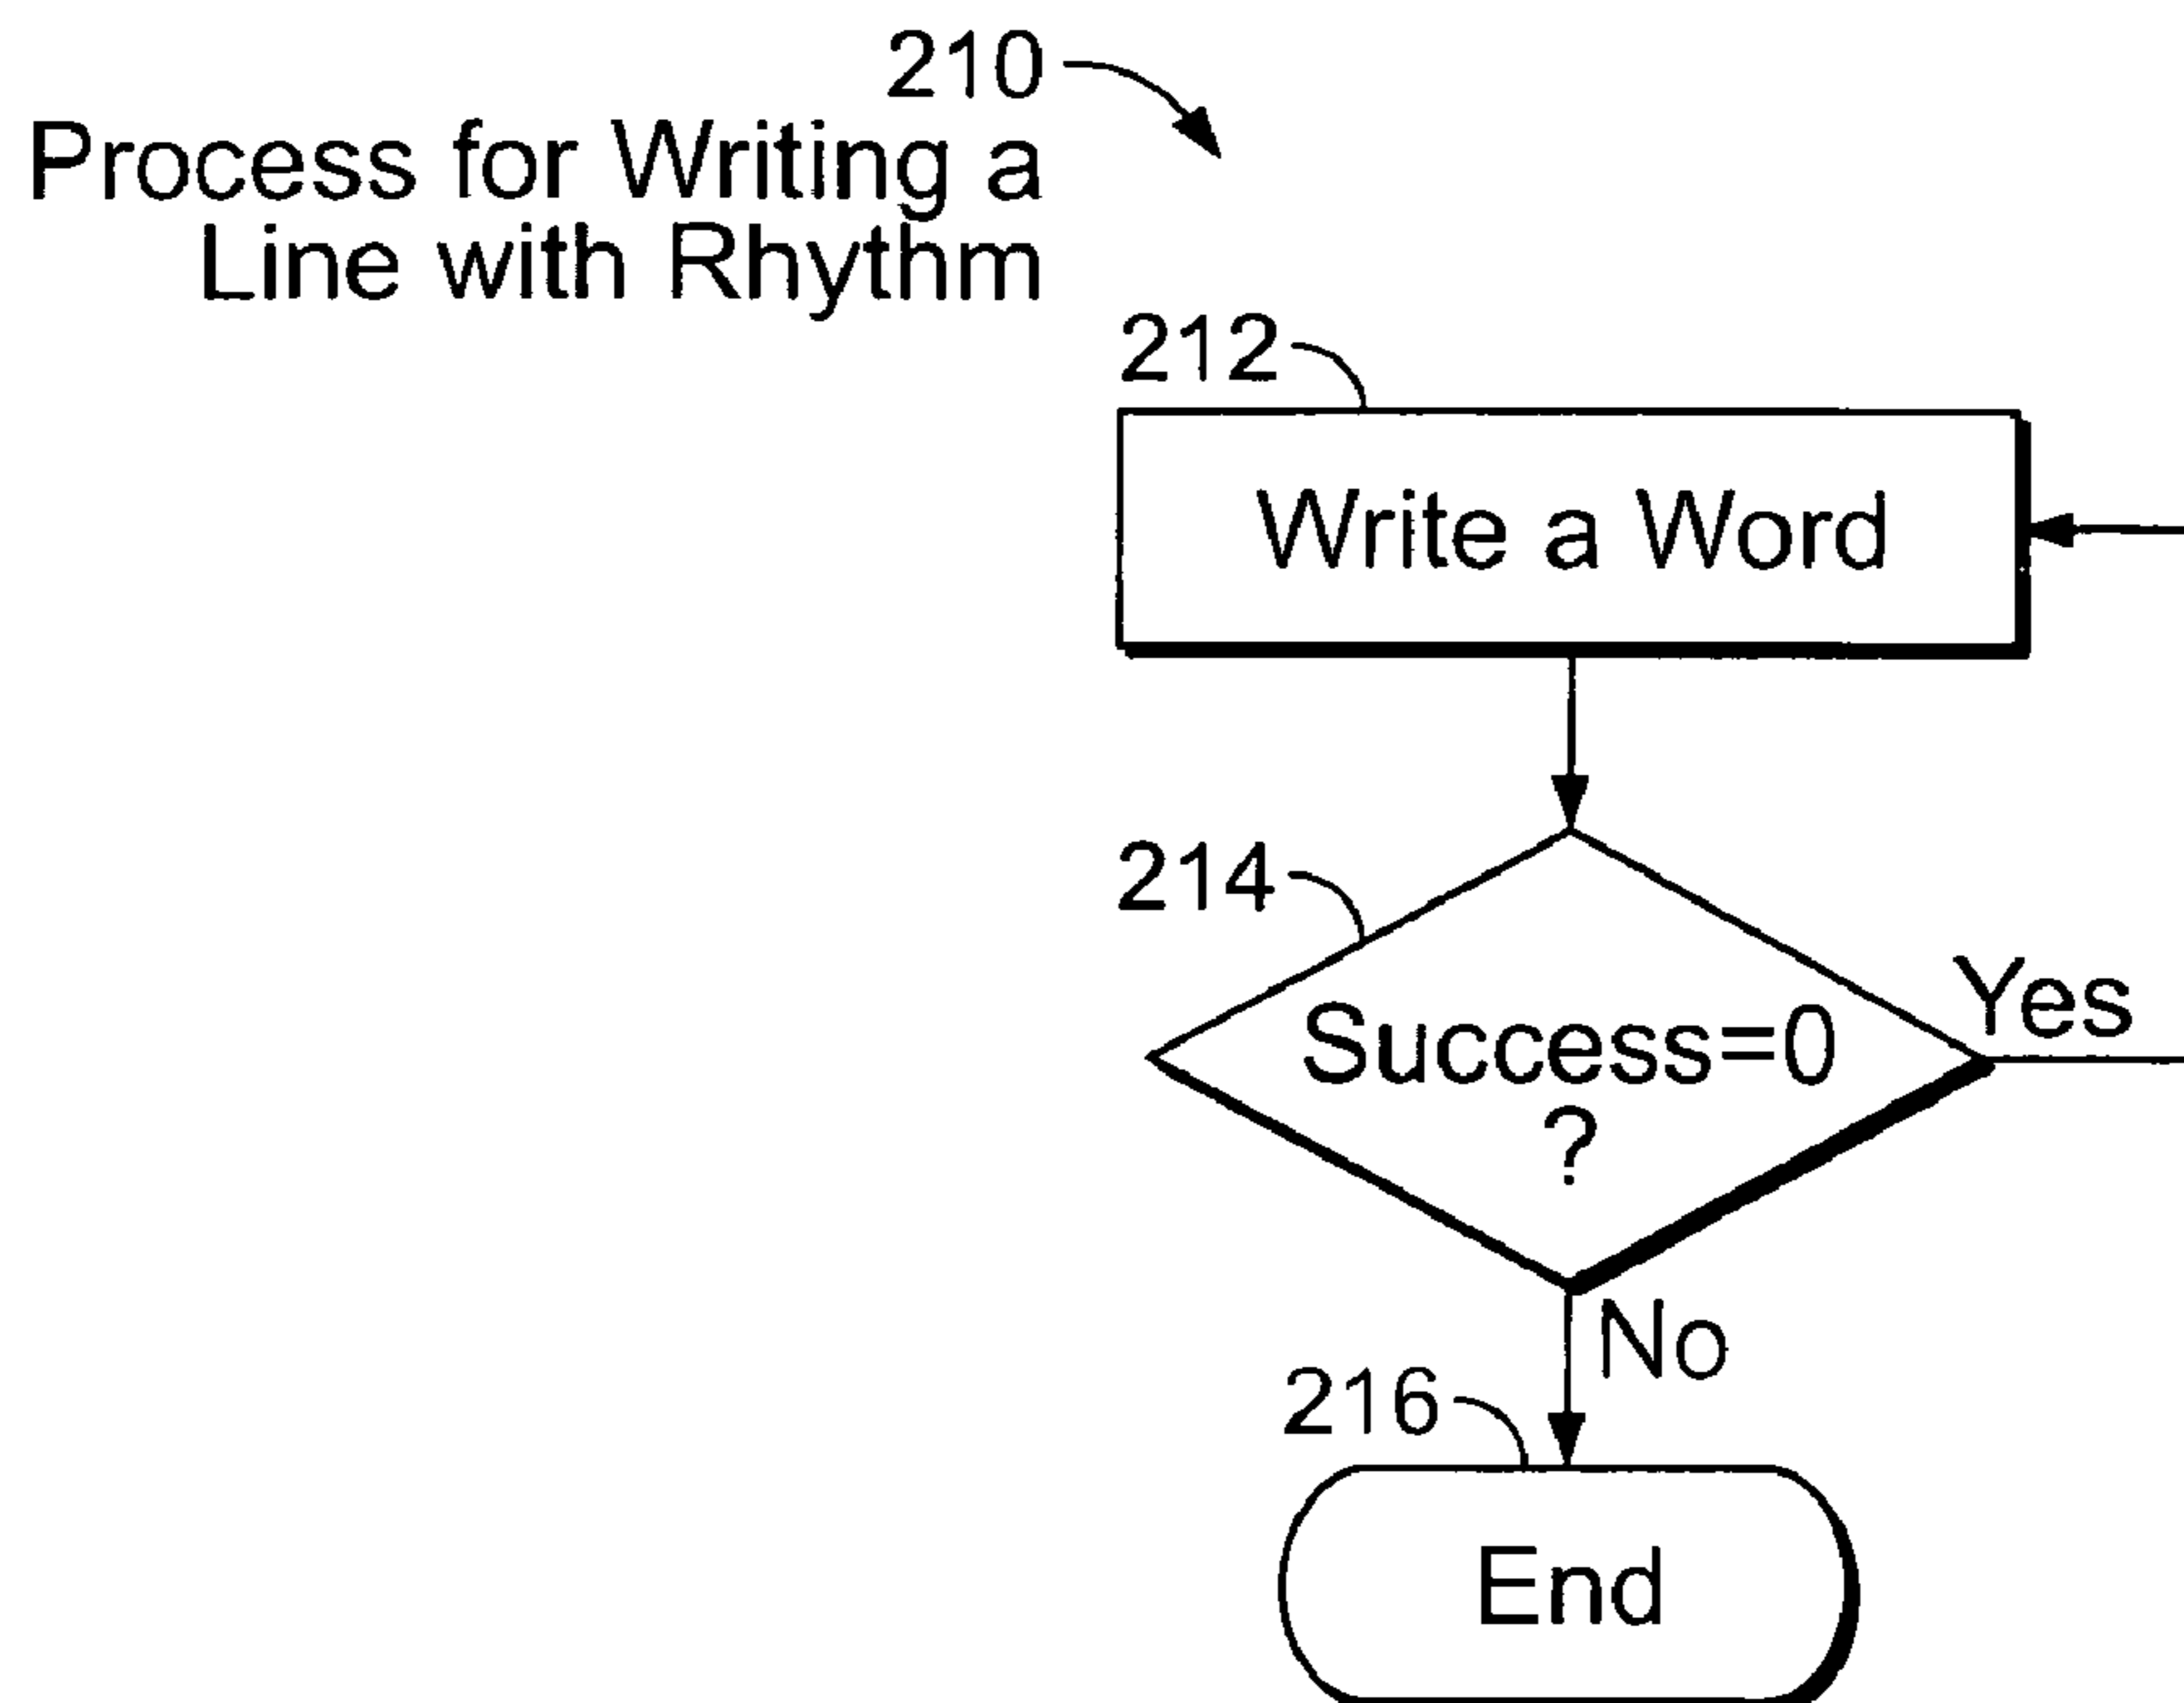 210
Process for Writing a
Line with Rhythm
212
Write a Word
214
Yes
Success=0
?
No
216
End